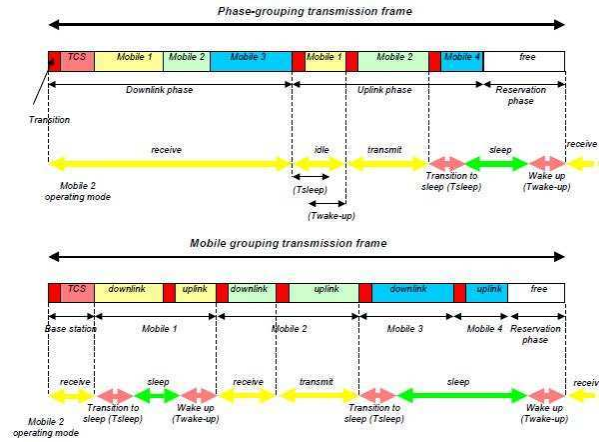 Phase-grouping transmission frame
TCS Mobile 1 Mobile 2 Mobile 3 Mobile 1 Mobile 2 Mobile 4 free
Downlink phase Uplink phase Reservation phase
Transition
receive idle transmit sleep receive
(Tsleep) Transition to sleep (Tsleep) Wake up (Twake-up)
Mobile 2 operating mode
(Twake-up)
Mobile grouping transmission frame
TCS downlink uplink downlink uplink downlink uplink free
Base station Mobile 1 Mobile 2 Mobile 3 Mobile 4 Reservation phase
receive sleep receive transmit sleep receive
Transition to sleep (Tsleep) Wake up (Twake-up) Transition to sleep (Tsleep) Wake up (Twake-up)
Mobile 2 operating mode